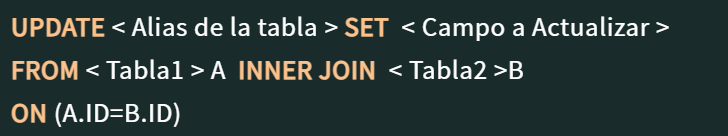 UPDATE < Alias de la tabla > SET < Campo a Actualizar >
FROM < Tabla1 > A INNER JOIN < Tabla2 >B
ON (A.ID=B.ID)